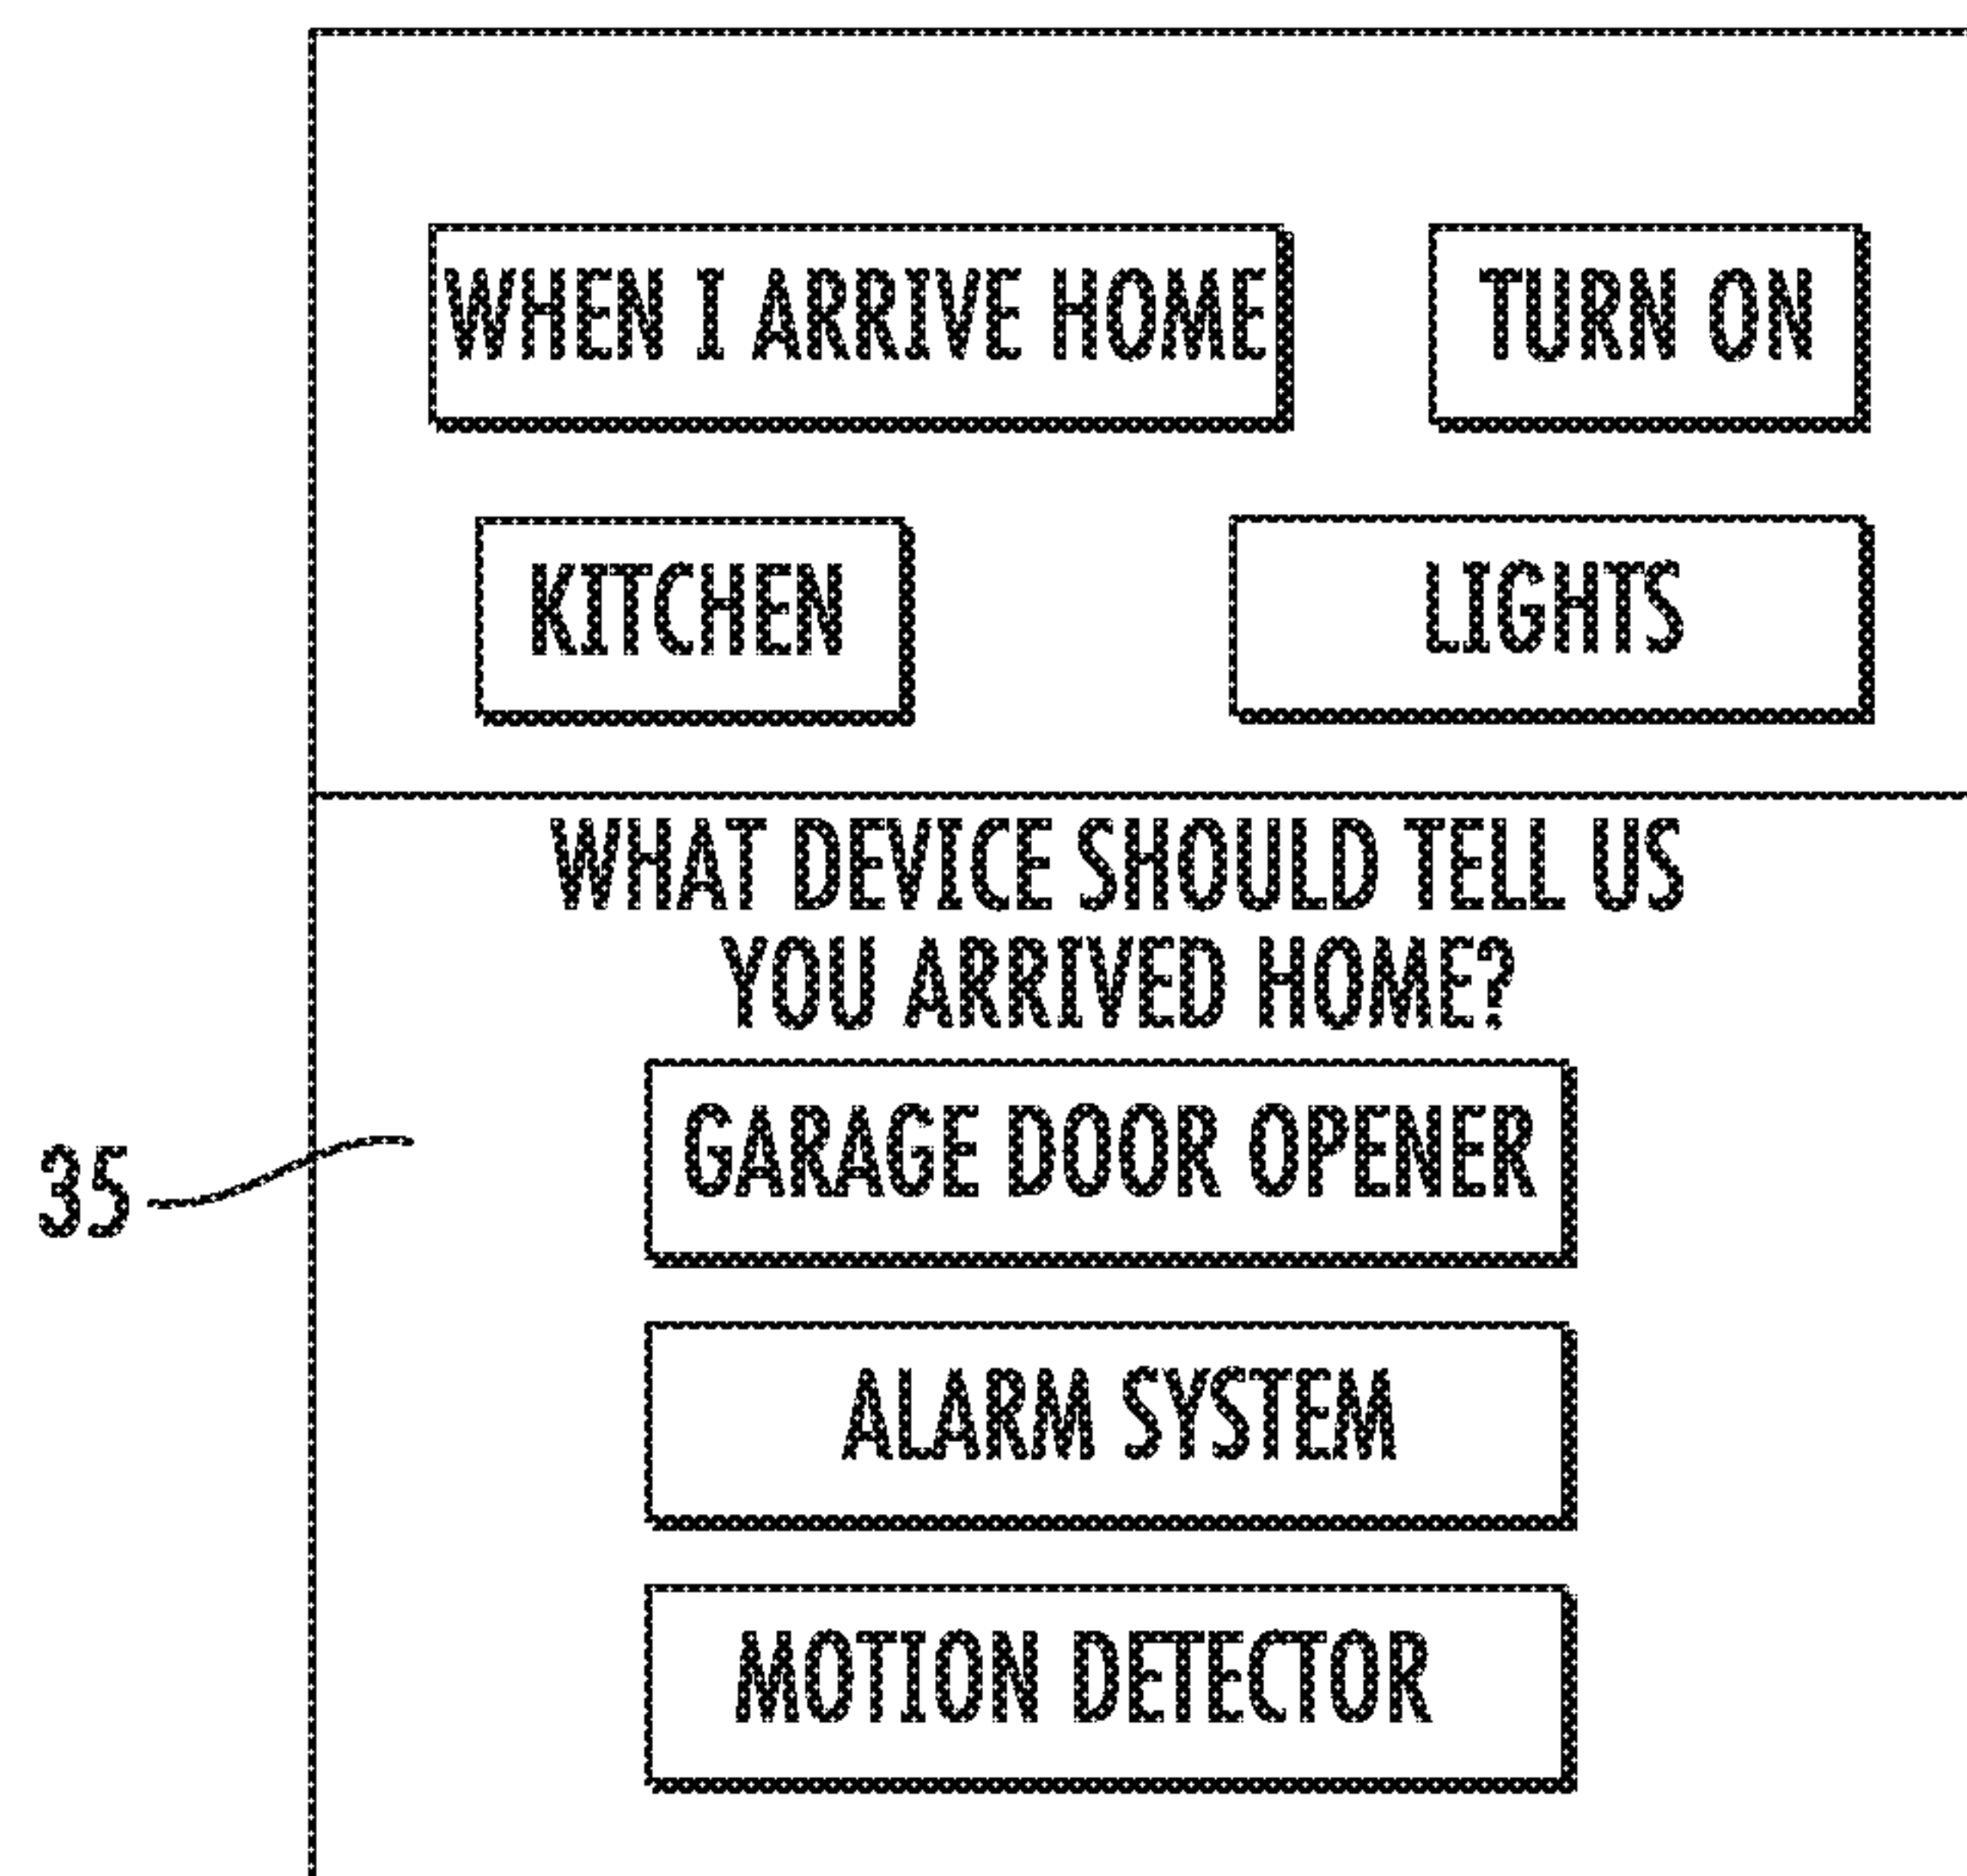 WHEN I ARRIVE HOME TURN ON
KITCHEN LIGHTS
WHAT DEVICE SHOULD TELL US
YOU ARRIVED HOME?
GARAGE DOOR OPENER
35
ALARM SYSTEM
MOTION DETECTOR